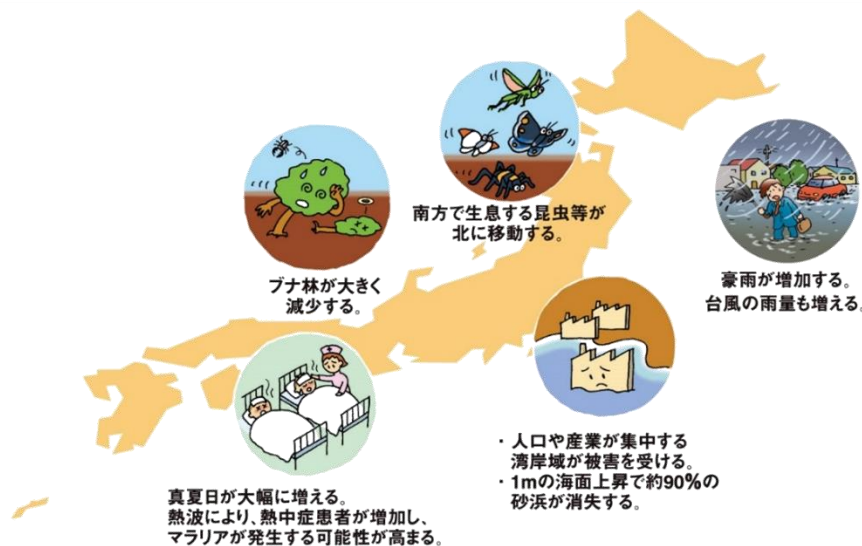 南方で生息する昆虫等が
北に移動する。
ブナ林が大きく
減少する。
豪雨が増加する。
台風の雨量も増える。
・人口や産業が集中する
湾岸域が被害を受ける。
・1mの海面上昇で約90%の
砂浜が消失する。
真夏日が大幅に増える。
熱波により、熱中症患者が増加し、
マラリアが発生する可能性が高まる。